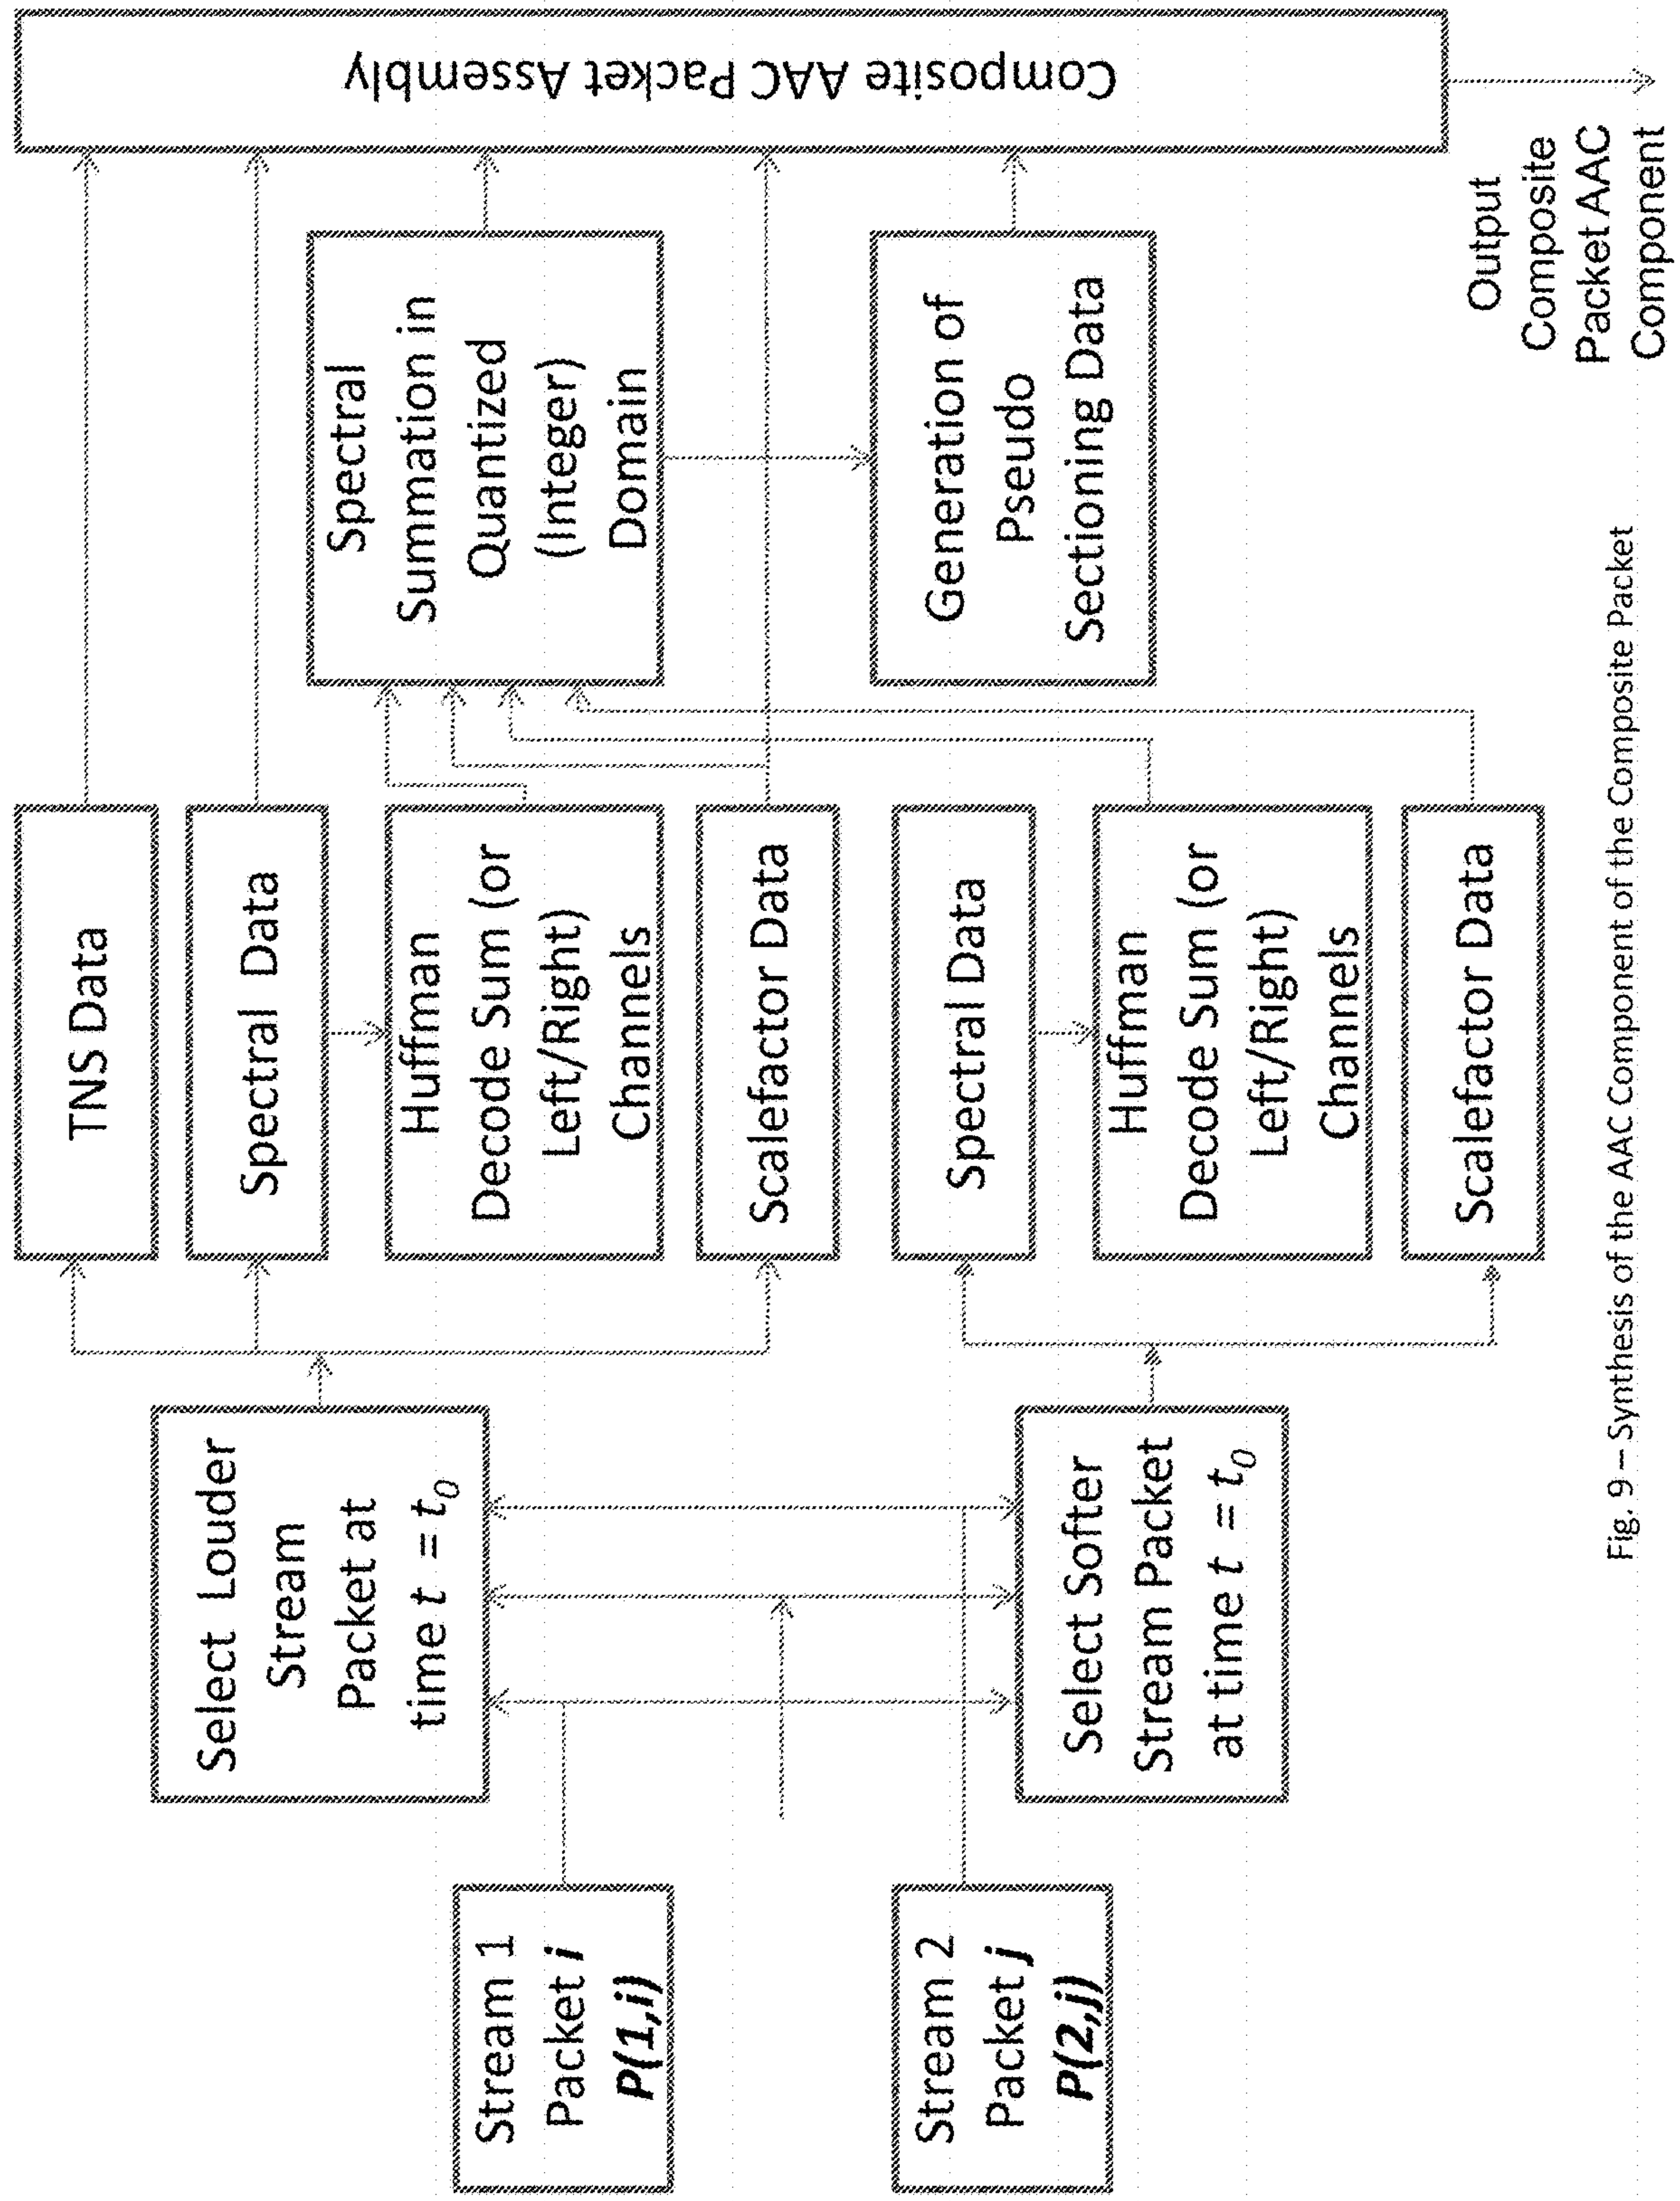 Stream 1
Packet i
P(1,i)
Stream 2
Packet j
P(2,j)
Select Louder
Stream
Packet at
time t = t0
Select Softer
Stream Packet
at time t = t0
TNS Data
Spectral Data
Huffman
Decode Sum (or
Left/Right)
Channels
Scalefactor Data
Spectral Data
Huffman
Decode Sum (or
Left/Right)
Channels
Scalefactor Data
Spectral
Summation in
Quantized
(Integer)
Domain
Generation of
Pseudo
Sectioning Data
Composite AAC Packet Assembly
Output
Composite
Packet AAC
Component
Fig. 9 – Synthesis of the AAC Component of the Composite Packet